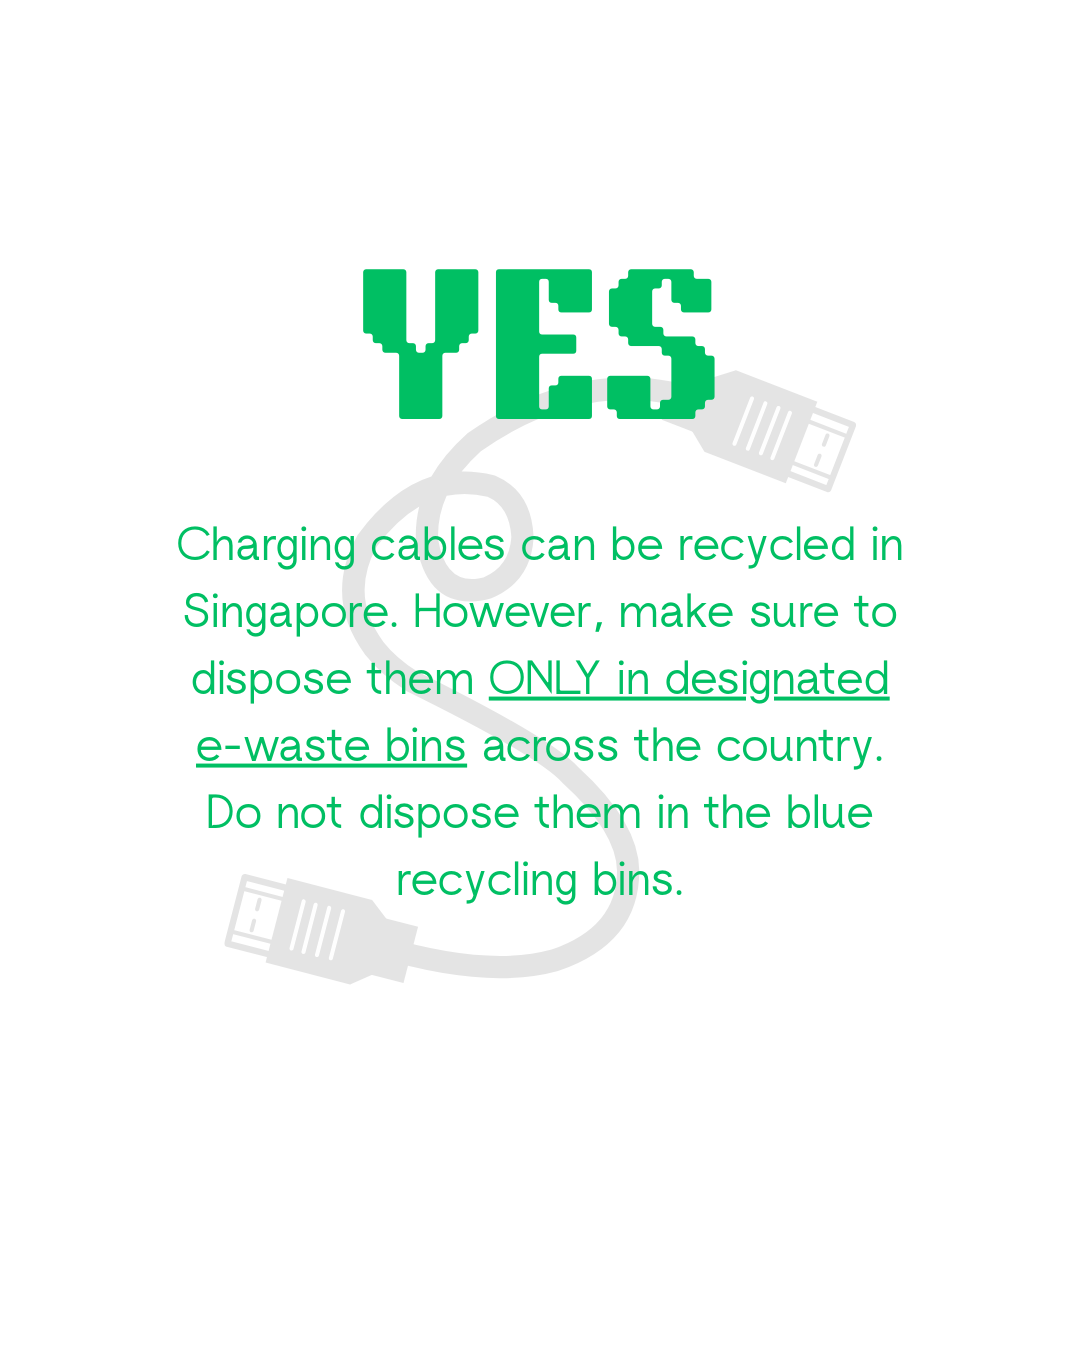 YES
Charging cables can be recycled in
Singapore. However, make sure to
dispose them ONLY in designated
e-waste bins across the country.
Do not dispose them in the blue
recycling bins.